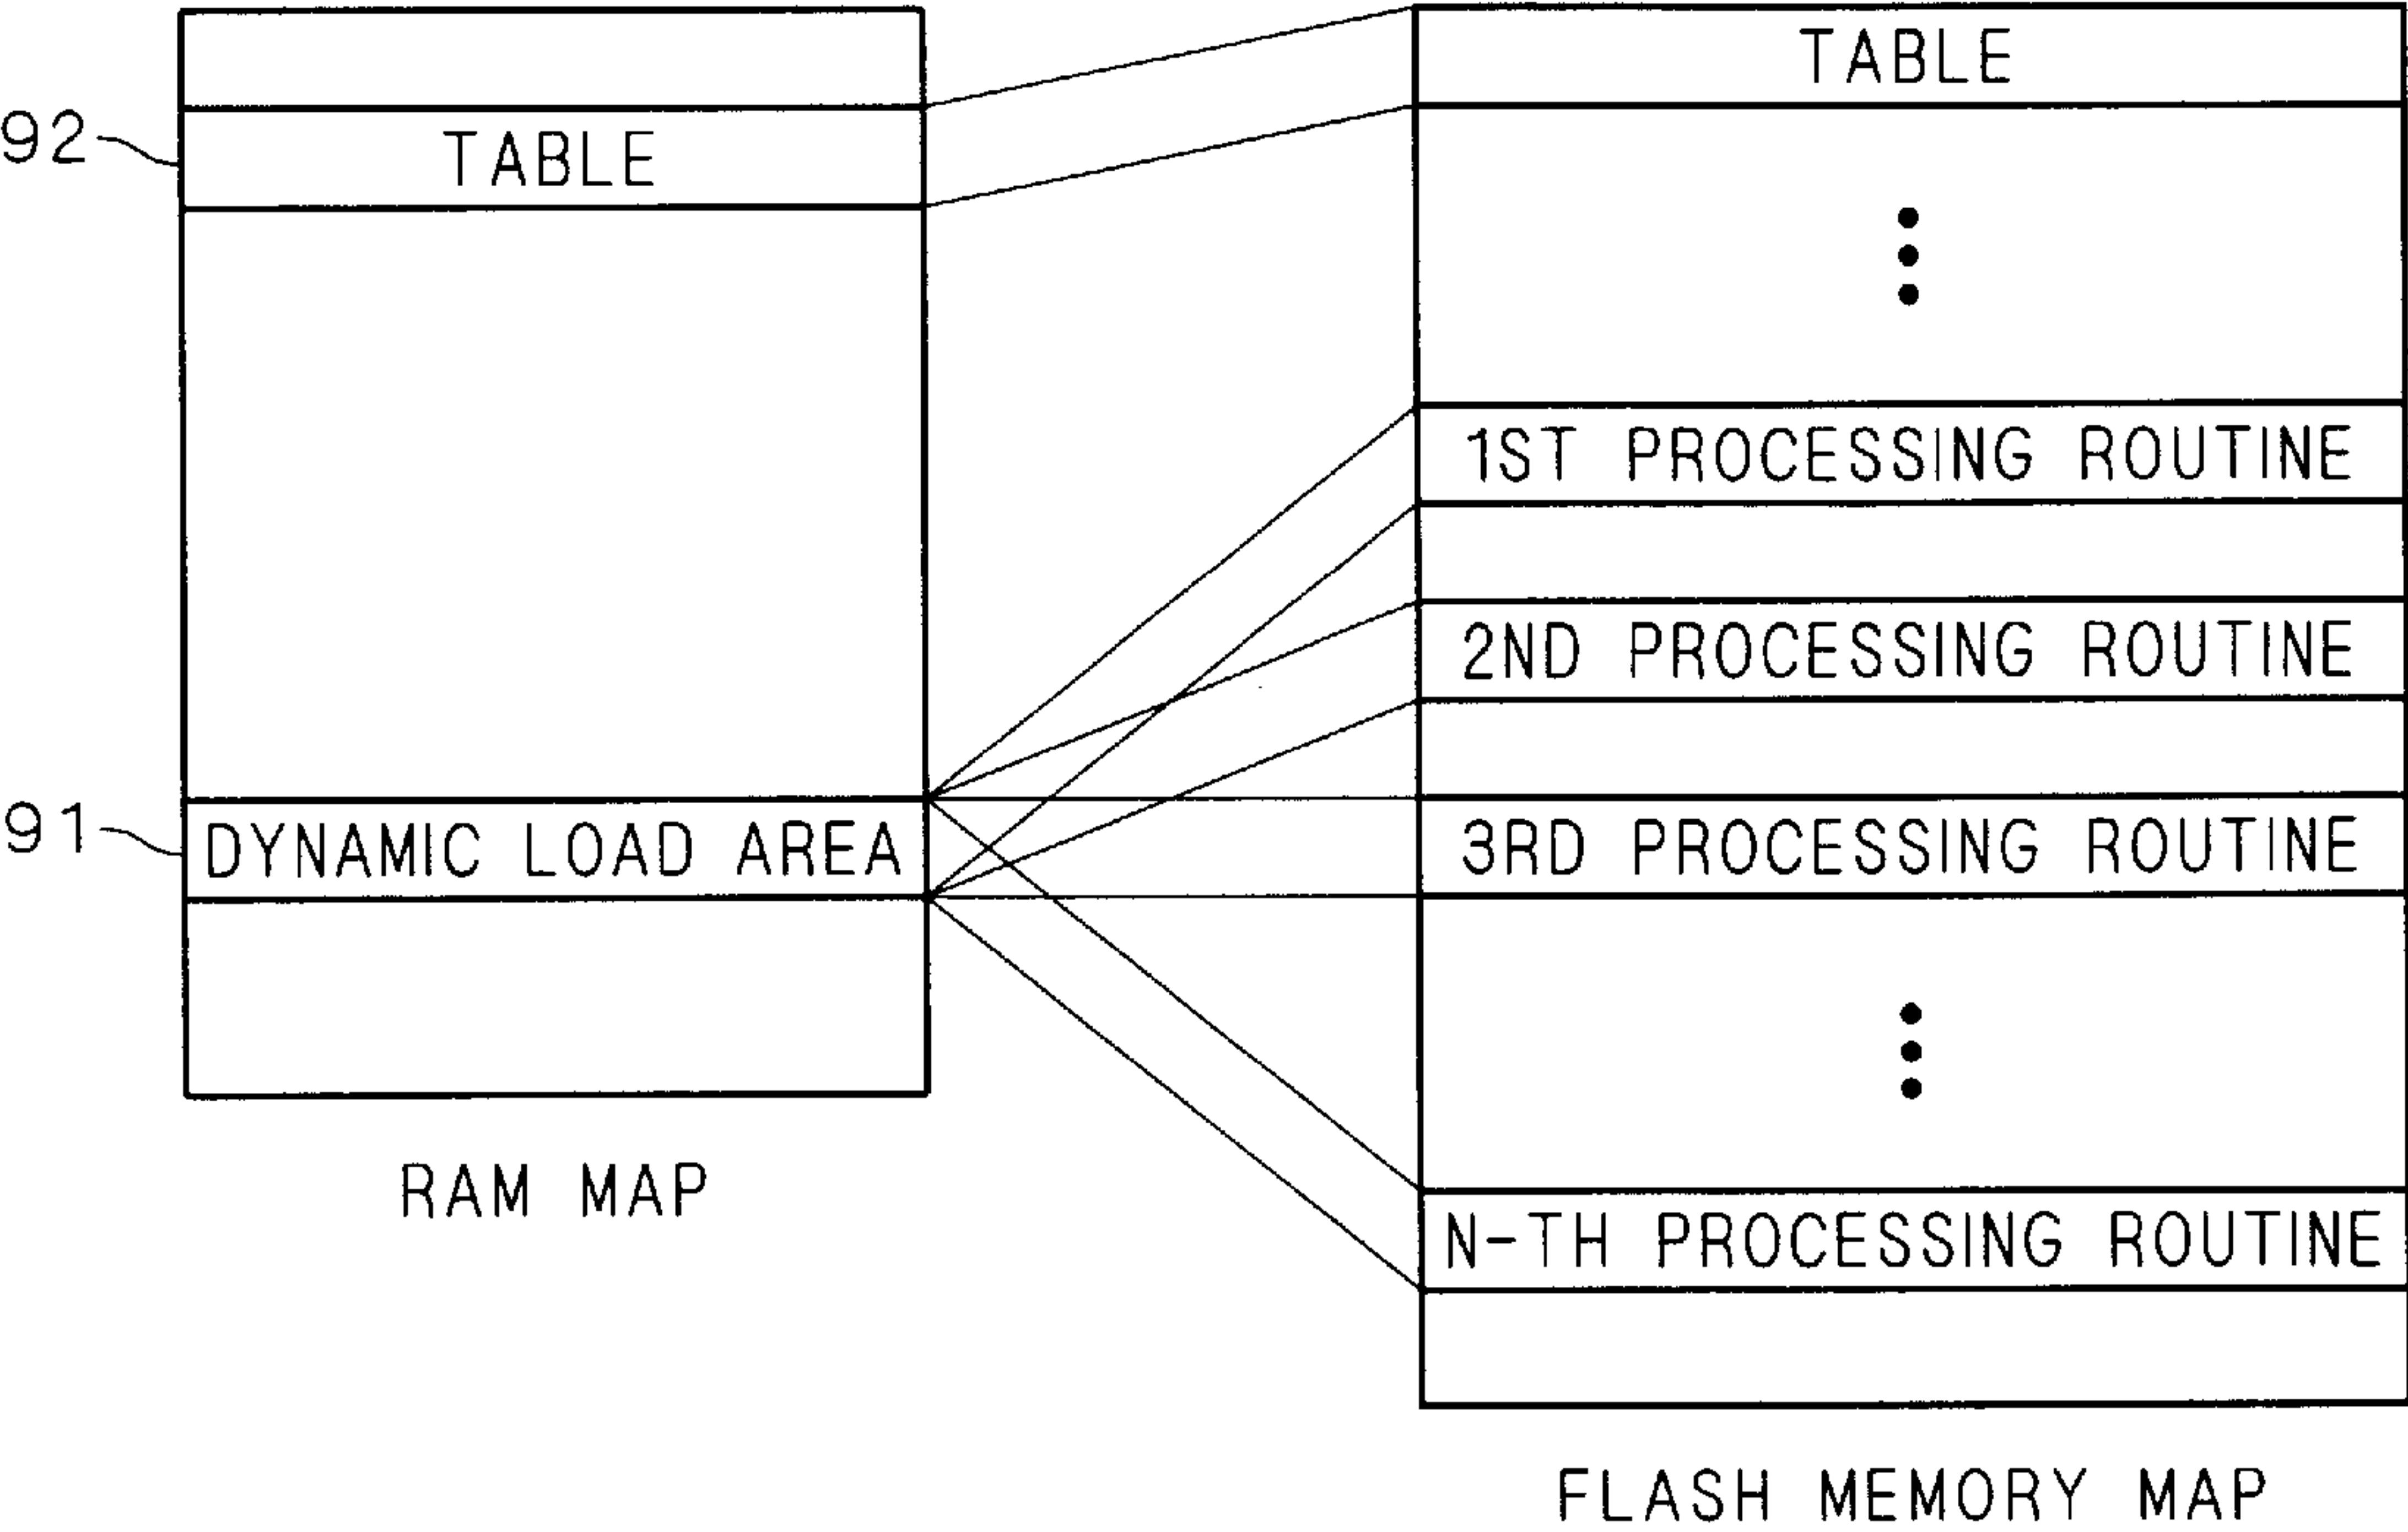 92
TABLE
91
DYNAMIC LOAD AREA
RAM MAP
TABLE
1ST PROCESSING ROUTINE
2ND PROCESSING ROUTINE
3RD PROCESSING ROUTINE
N-TH PROCESSING ROUTINE
FLASH MEMORY MAP